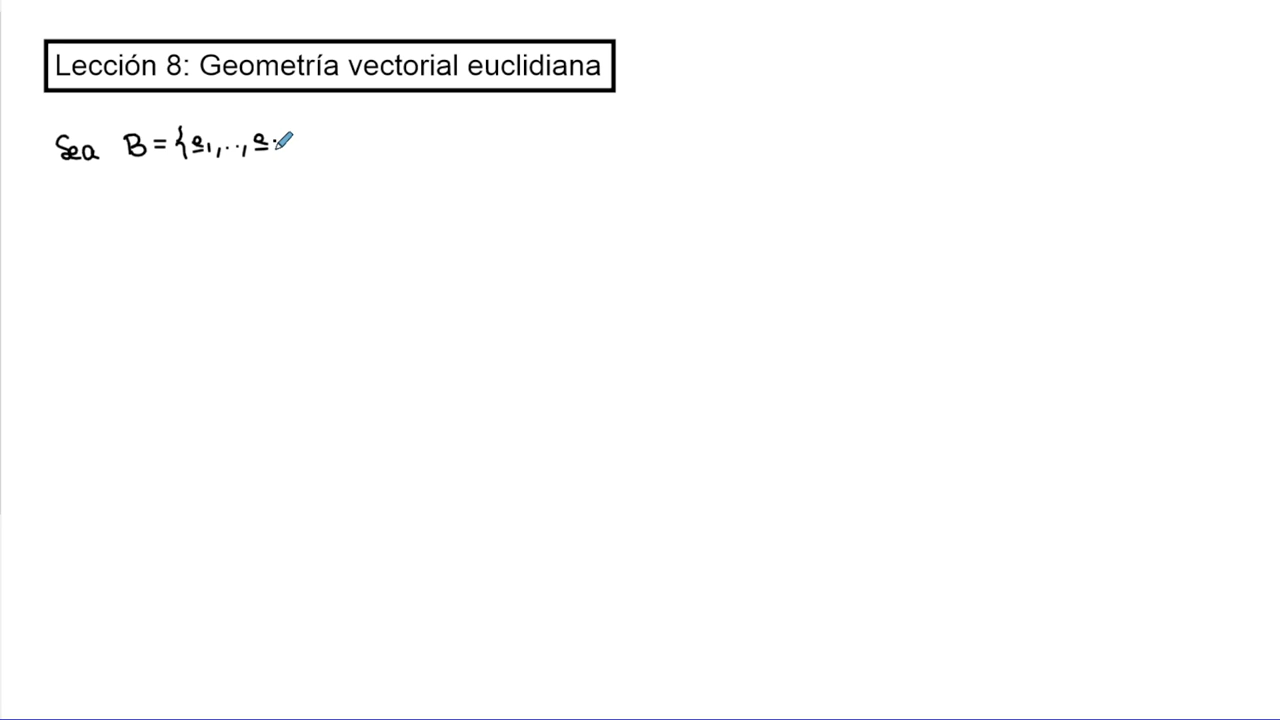 Lección 8: Geometría vectorial euclidiana
Sea B = {e₁,..,e